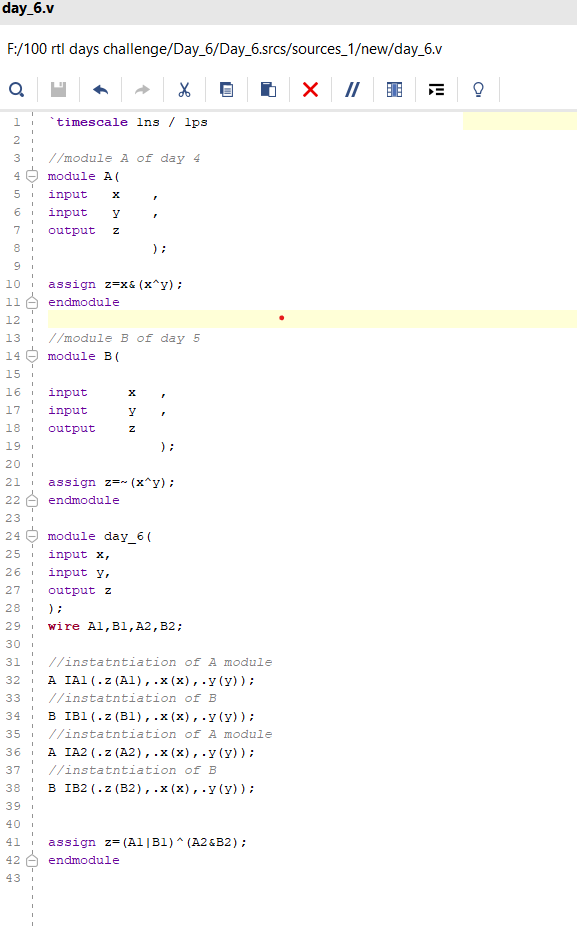 day_6.v
F:/100 rtl days challenge/Day_6/Day_6.srcs/sources_1/new/day_6.v
1 `timescale 1ns / 1ps
2
3 //module A of day 4
4 module A(
5 input x ,
6 input y ,
7 output z
8 );
9
10 assign z=x&(x^y);
11 endmodule
12
13 //module B of day 5
14 module B(
15
16 input x ,
17 input y ,
18 output z
19 );
20
21 assign z=~(x^y);
22 endmodule
23
24 module day_6(
25 input x,
26 input y,
27 output z
28 );
29 wire A1,B1,A2,B2;
30
31 //instatntiation of A module
32 A IA1(.z(A1),.x(x),.y(y));
33 //instatntiation of B
34 B IB1(.z(B1),.x(x),.y(y));
35 //instatntiation of A module
36 A IA2(.z(A2),.x(x),.y(y));
37 //instatntiation of B
38 B IB2(.z(B2),.x(x),.y(y));
39
40
41 assign z=(A1|B1)^(A2&B2);
42 endmodule
43